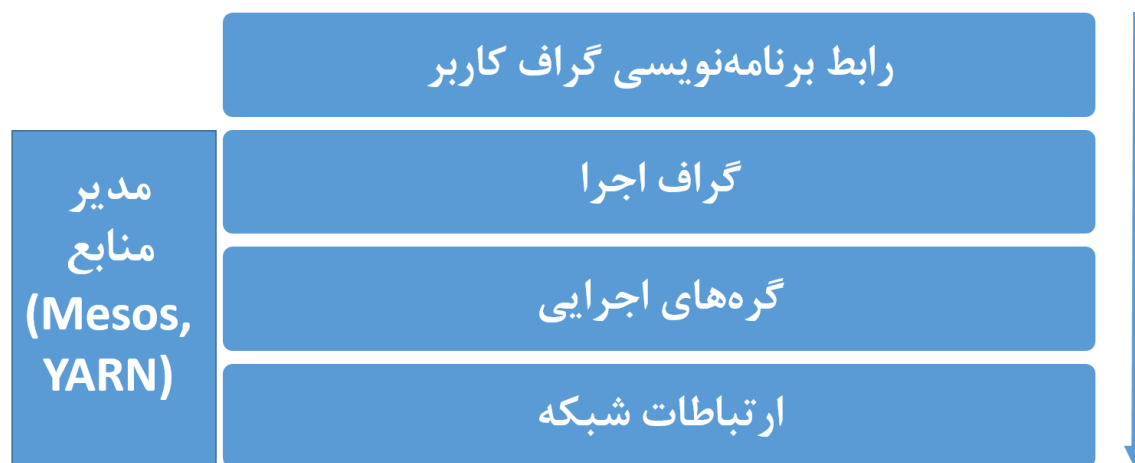 رابط برنامه‌نویسی گراف کاربر
گراف اجرا
گره‌های اجرایی
ارتباطات شبکه
مدیر
منابع
(Mesos,
YARN)